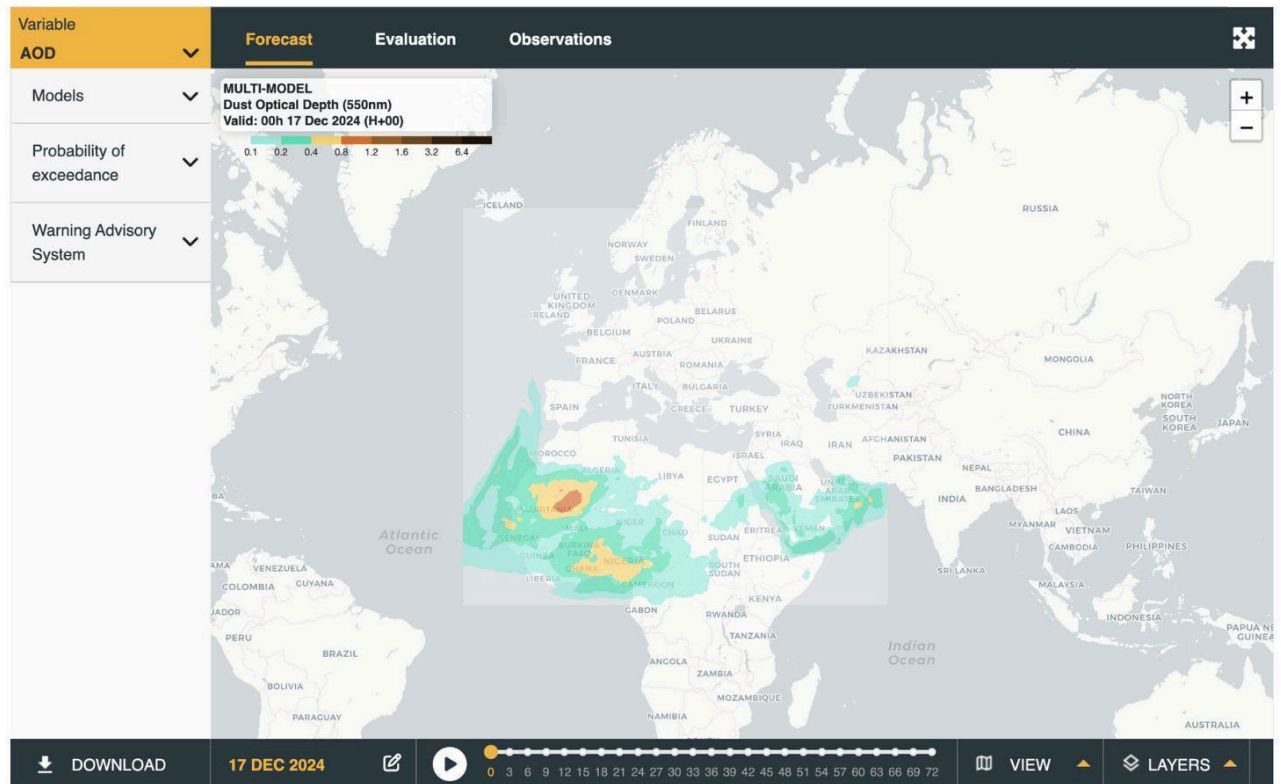 Variable
AOD
Models
Probability of
exceedance
Warning Advisory
System
Forecast Evaluation Observations
MULTI-MODEL
Dust Optical Depth (550nm)
Valid: 00h 17 Dec 2024 (H+00)
0.1 0.2 0.4 0.8 1.2 1.6 3.2 6.4
+
−
ICELAND
RUSSIA
FINLAND
NORWAY
SWEDEN
UNITED
KINGDOM
DENMARK
IRELAND
BELARUS
POLAND
BELGIUM
UKRAINE
AUSTRIA
KAZAKHSTAN
FRANCE
ROMANIA
MONGOLIA
ITALY
BULGARIA
UZBEKISTAN
SPAIN
GREECE
TURKEY
TURKMENISTAN
NORTH
KOREA
SOUTH
KOREA
JAPAN
TUNISIA
SYRIA
IRAQ
IRAN
AFGHANISTAN
CHINA
MOROCCO
ISRAEL
PAKISTAN
ALGERIA
LIBYA
EGYPT
SAUDI
ARABIA
UNITED
ARAB
EMIRATES
NEPAL
BANGLADESH
INDIA
TAIWAN
BA
MAURITANIA
LAOS
MALI
NIGER
CHAD
SUDAN
ERITREA
YEMEN
MYANMAR
VIETNAM
Atlantic
Ocean
SENEGAL
BURKINA
FASO
CAMBODIA
PHILIPPINES
GUINEA
GHANA
NIGERIA
SOUTH
SUDAN
ETHIOPIA
SRI LANKA
AMA
VENEZUELA
COLOMBIA
GUYANA
LIBERIA
CAMEROON
MALAYSIA
UADOR
GABON
KENYA
RWANDA
INDONESIA
PAPUA NE
GUINEA
PERU
BRAZIL
TANZANIA
Indian
Ocean
ANGOLA
ZAMBIA
BOLIVIA
MOZAMBIQUE
PARAGUAY
NAMIBIA
AUSTRALIA
DOWNLOAD
17 DEC 2024
0 3 6 9 12 15 18 21 24 27 30 33 36 39 42 45 48 51 54 57 60 63 66 69 72
VIEW
LAYERS